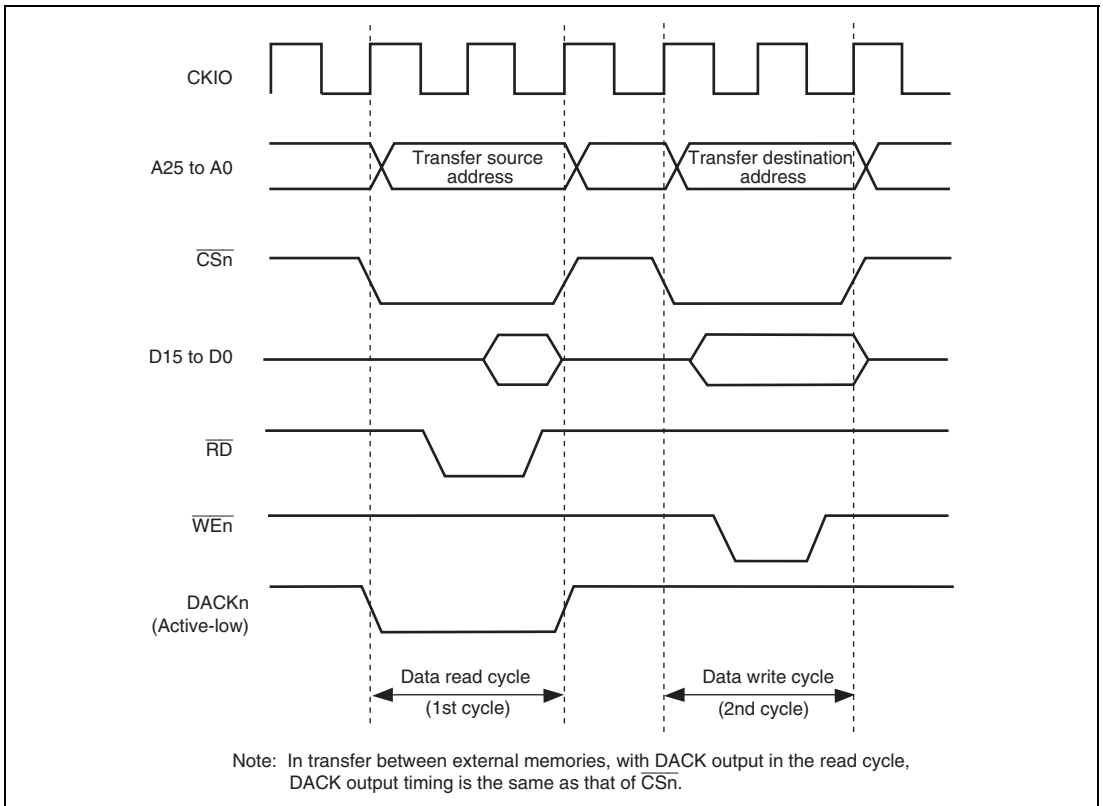 CKIO
A25 to A0
Transfer source
address
Transfer destination
address
CSn
D15 to D0
RD
WEn
DACKn
(Active-low)
Data read cycle
(1st cycle)
Data write cycle
(2nd cycle)
Note: In transfer between external memories, with DACK output in the read cycle,
DACK output timing is the same as that of CSn.